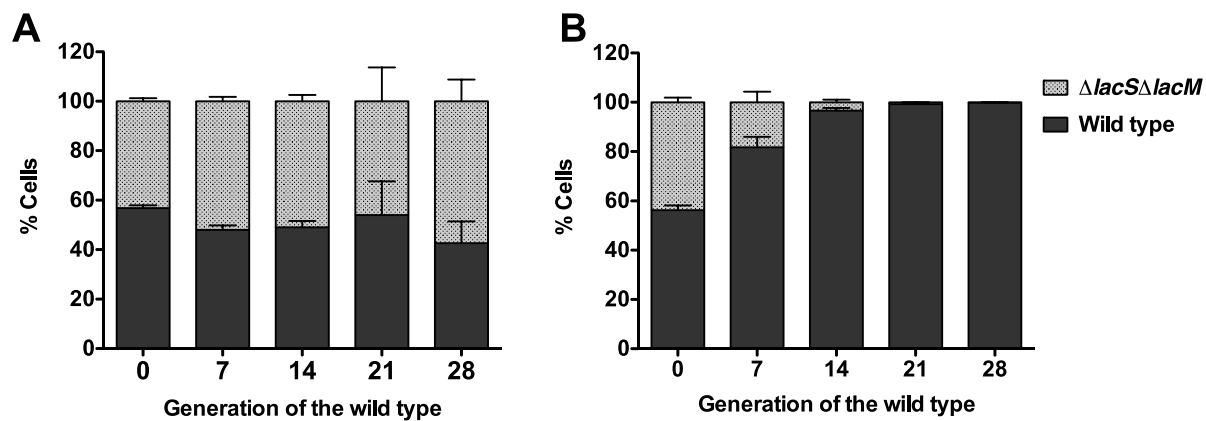 A
120
100
80
60
40
20
0
% Cells
0 7 14 21 28
Generation of the wild type
B
120
100
80
60
40
20
0
% Cells
0 7 14 21 28
Generation of the wild type
ΔlacSΔlacM
Wild type